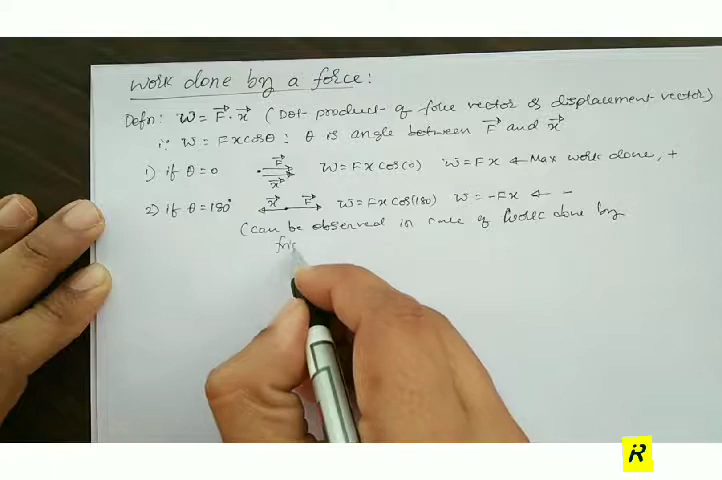 Work done by a force:
Defn: W = F⃗ · x⃗ (Dot product of force vector & displacement vector)
∴ W = Fx cosθ : θ is angle between F⃗ and x⃗
1) if θ = 0 F⃗ x⃗ W = Fx cos(0) W = Fx ← Max work done, +
2) if θ = 180° x⃗ F⃗ W = Fx cos(180) W = -Fx ← -
(can be observed in case of work done by
fric
R